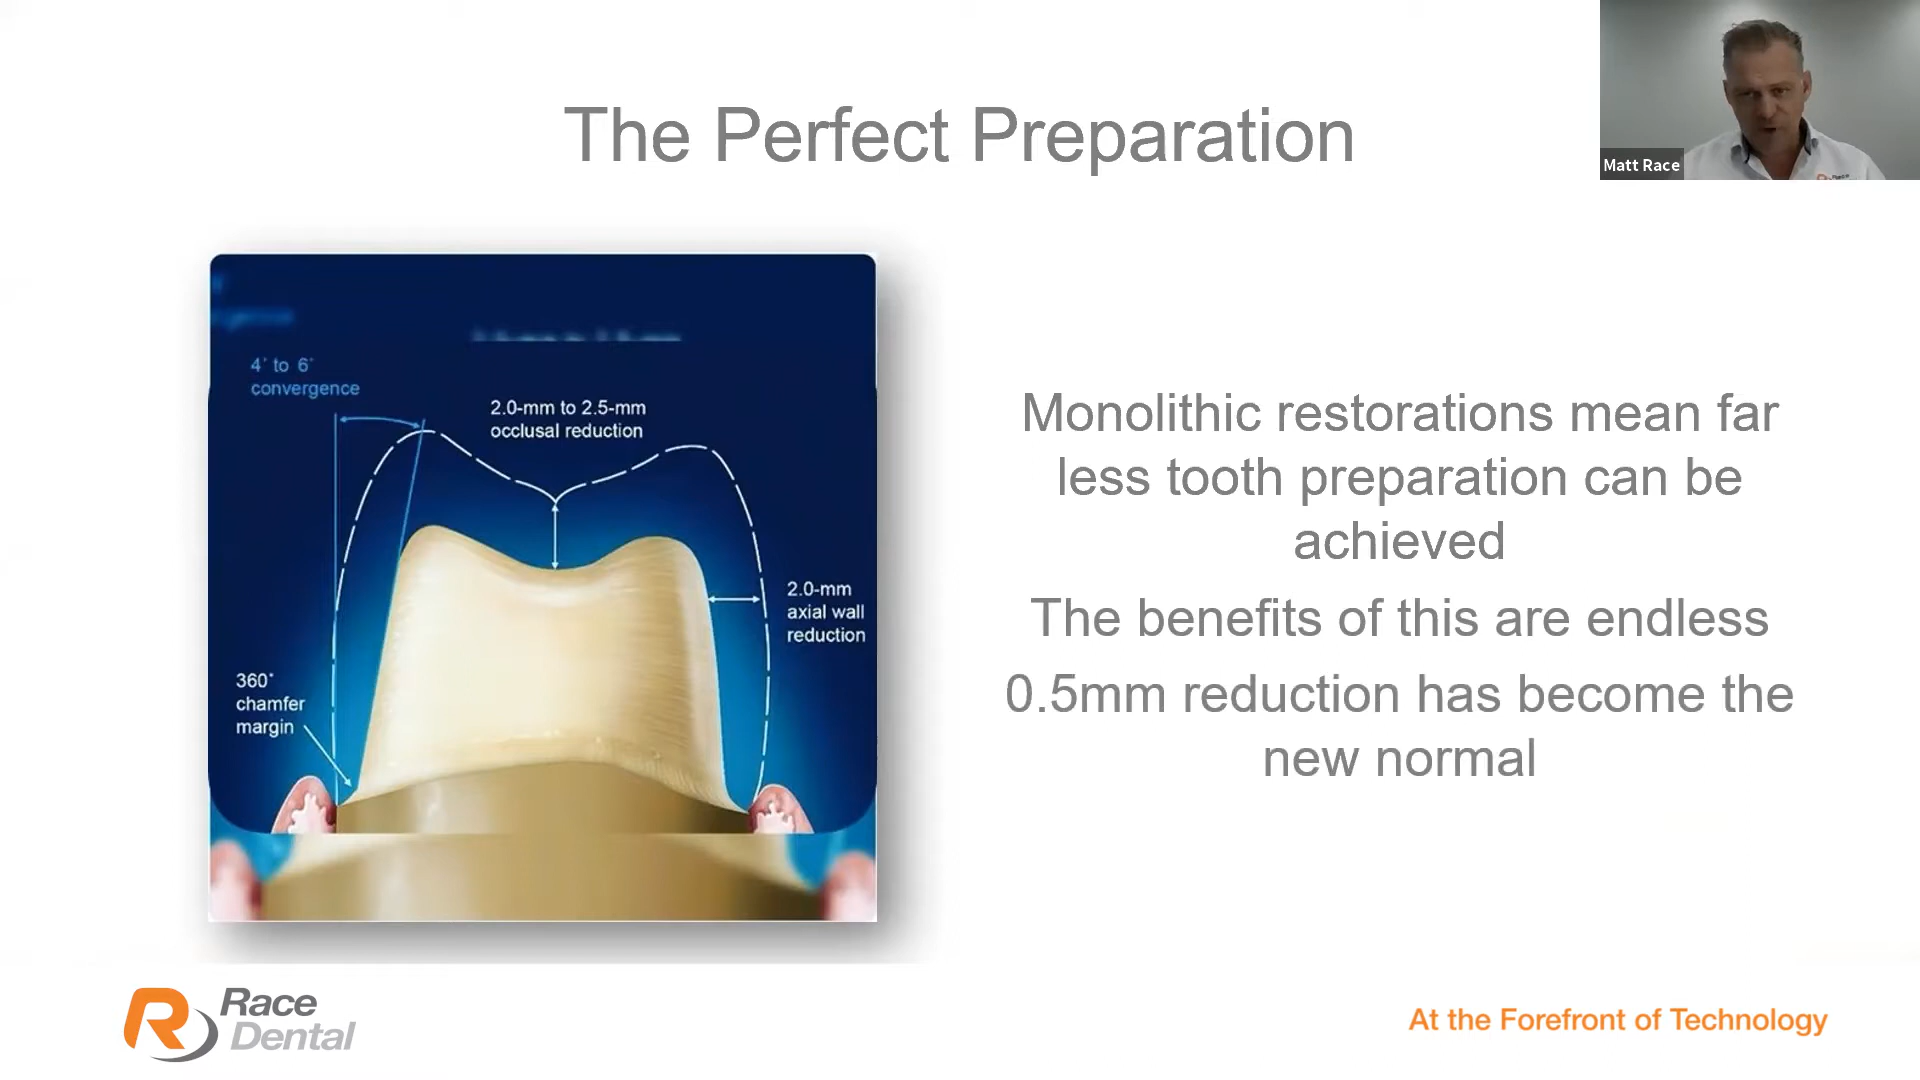 The Perfect Preparation
Matt Race
4° to 6°
convergence
2.0-mm to 2.5-mm
occlusal reduction
2.0-mm
axial wall
reduction
360°
chamfer
margin
Monolithic restorations mean far
less tooth preparation can be
achieved
The benefits of this are endless
0.5mm reduction has become the
new normal
R Race
Dental
At the Forefront of Technology